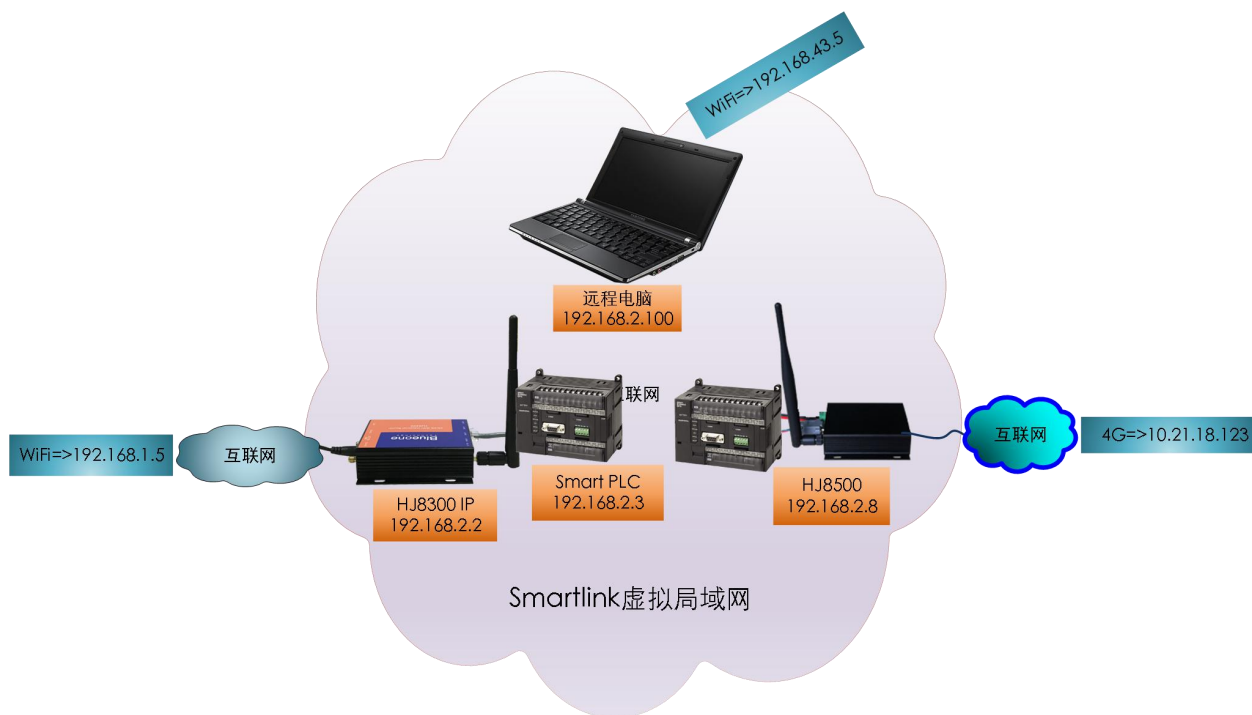 WiFi=>192.168.43.5
远程电脑
192.168.2.100
互联网
Blueone
Smart PLC
192.168.2.3
HJ8300 IP
192.168.2.2
HJ8500
192.168.2.8
WiFi=>192.168.1.5
互联网
互联网
4G=>10.21.18.123
Smartlink虚拟局域网